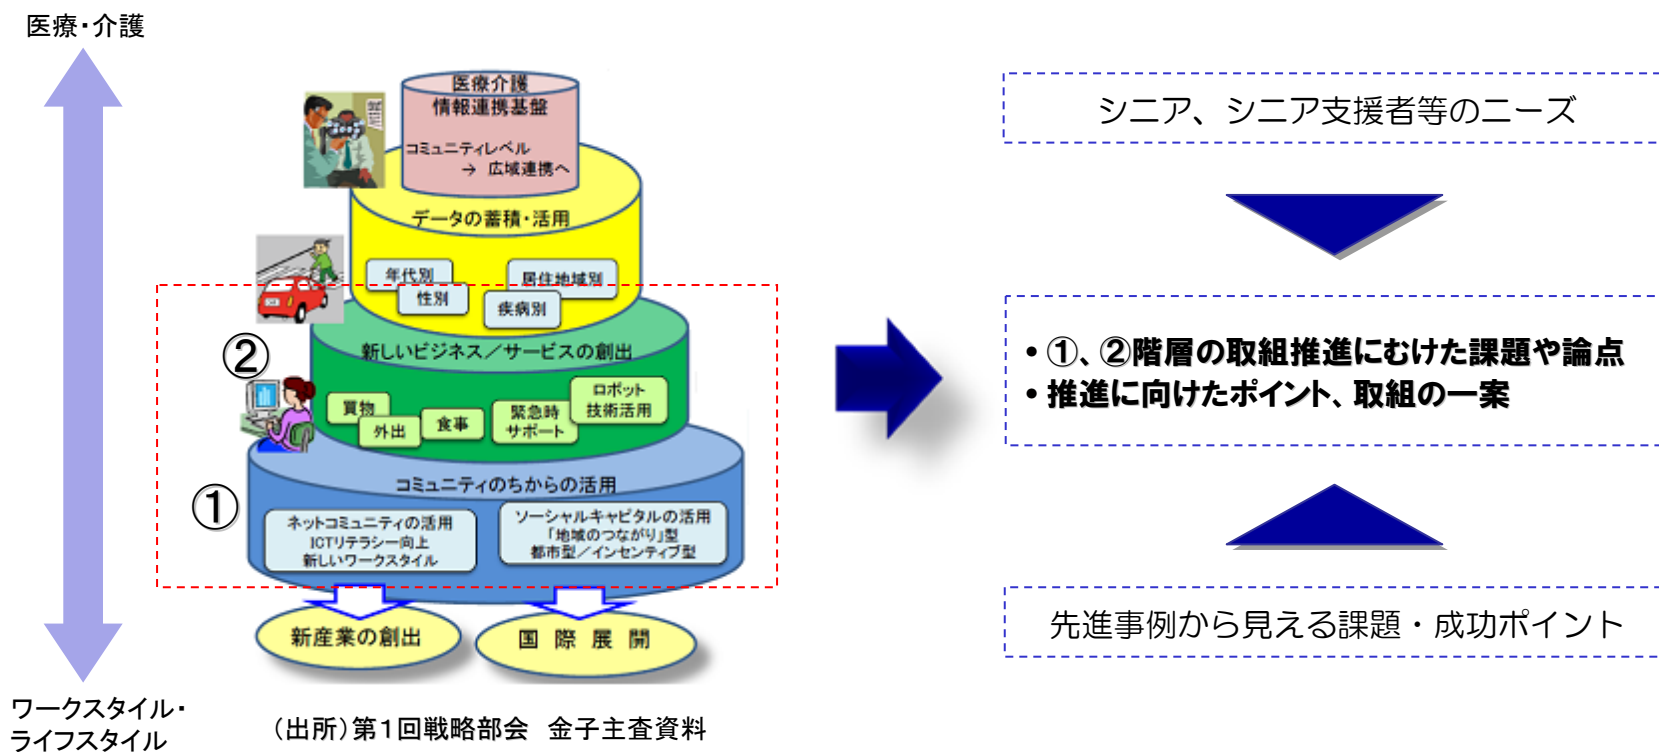 医療・介護
医療介護
情報連携基盤
コミュニティレベル
→ 広域連携へ
データの蓄積・活用
年代別
性別
居住地域別
疾病別
②
新しいビジネス／サービスの創出
買物
外出
食事
緊急時
サポート
ロボット
技術活用
①
コミュニティのちからの活用
ネットコミュニティの活用
ICTリテラシー向上
新しいワークスタイル
ソーシャルキャピタルの活用
「地域のつながり」型
都市型／インセンティブ型
新産業の創出
国 際 展 開
ワークスタイル・
ライフスタイル
（出所）第1回戦略部会　金子主査資料
シニア、シニア支援者等のニーズ
• ①、②階層の取組推進にむけた課題や論点
• 推進に向けたポイント、取組の一案
先進事例から見える課題・成功ポイント